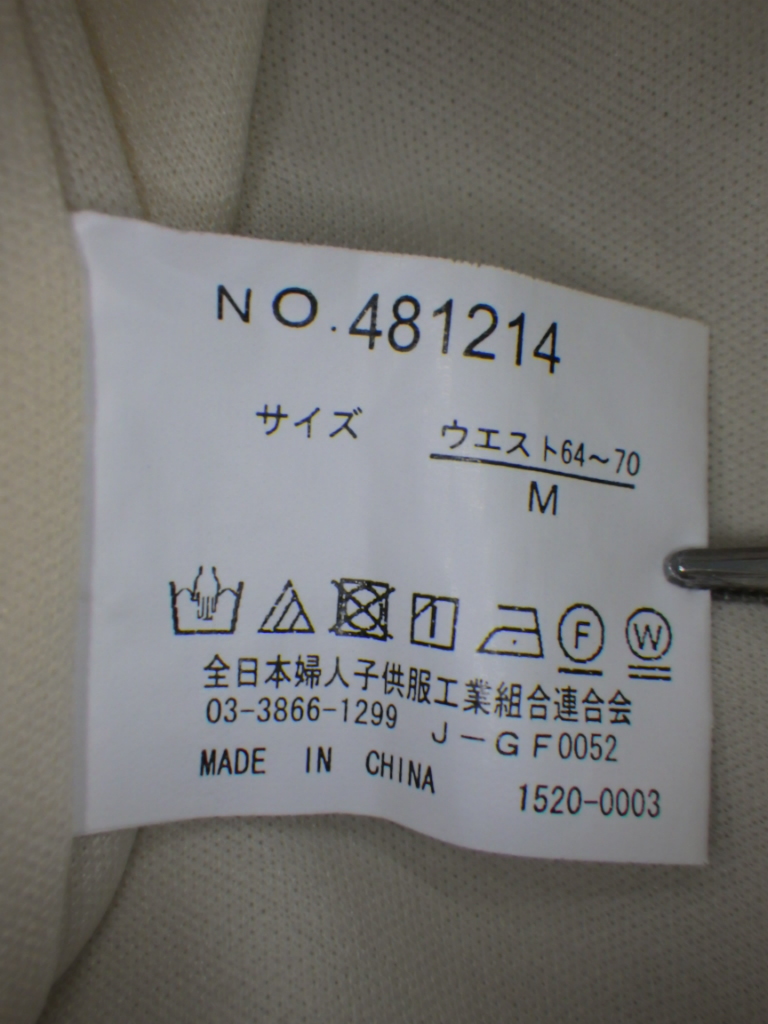 NO.481214
サイズ ウエスト64～70
M
F W
全日本婦人子供服工業組合連合会
03-3866-1299 J－GF0052
MADE IN CHINA 1520-0003